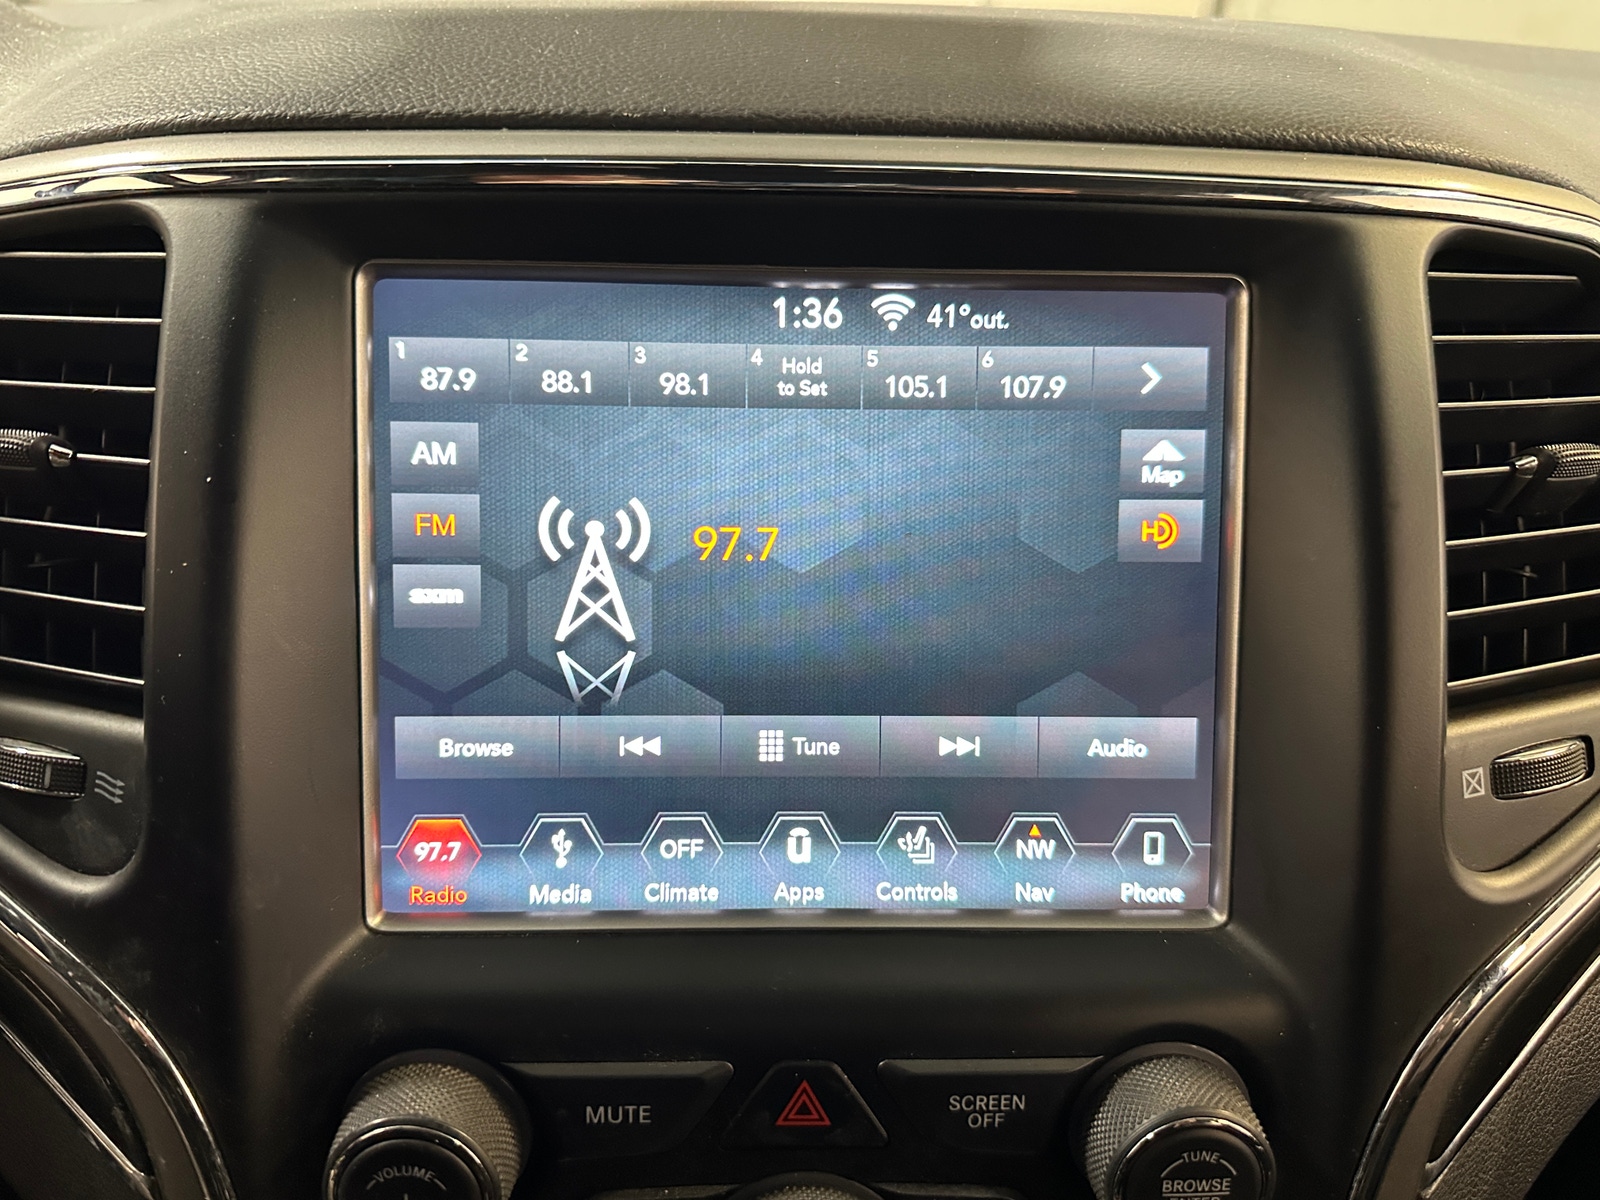 1:36 41°out.
1 87.9 2 88.1 3 98.1 4 Hold to Set 5 105.1 6 107.9
AM
Map
FM
97.7
HD
sxm
Browse Tune Audio
97.7 OFF NW
Radio Media Climate Apps Controls Nav Phone
MUTE
SCREEN
OFF
VOLUME
TUNE
BROWSE
ENTER